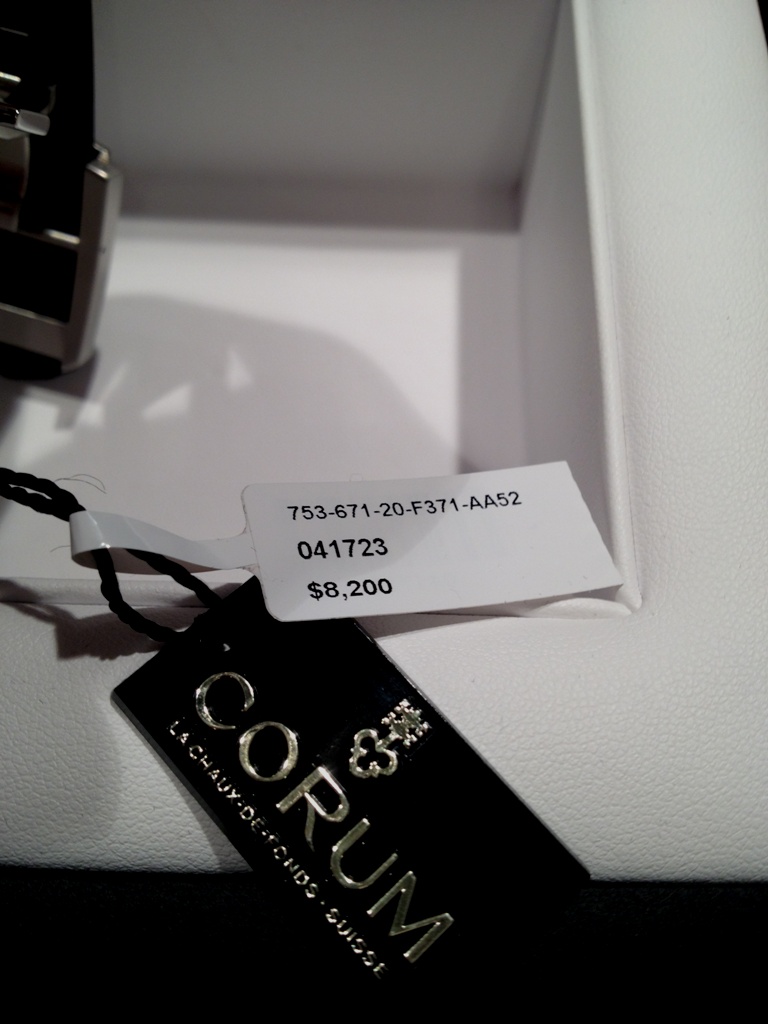 753-671-20-F371-AA52
041723
$8,200
CORUM
LA CHAUX-DE-FONDS · SUISSE